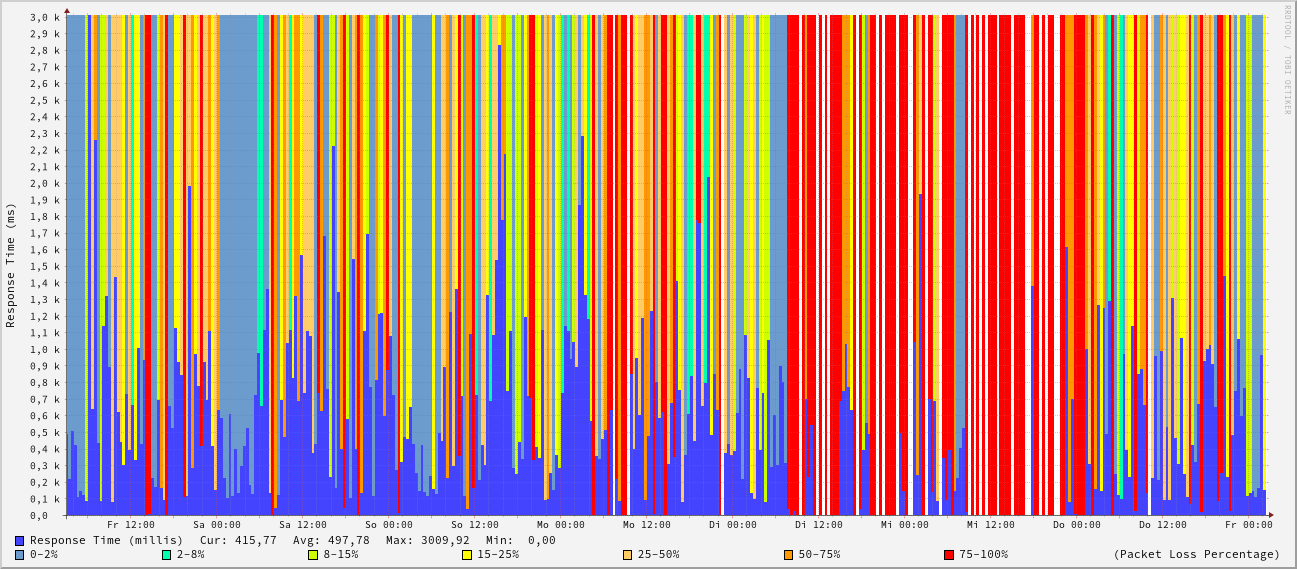 RRDTOOL / TOBI OETIKER
Response Time (ms)
3,0 k
2,9 k
2,8 k
2,7 k
2,6 k
2,5 k
2,4 k
2,3 k
2,2 k
2,1 k
2,0 k
1,9 k
1,8 k
1,7 k
1,6 k
1,5 k
1,4 k
1,3 k
1,2 k
1,1 k
1,0 k
0,9 k
0,8 k
0,7 k
0,6 k
0,5 k
0,4 k
0,3 k
0,2 k
0,1 k
0,0
Fr 12:00 Sa 00:00 Sa 12:00 So 00:00 So 12:00 Mo 00:00 Mo 12:00 Di 00:00 Di 12:00 Mi 00:00 Mi 12:00 Do 00:00 Do 12:00 Fr 00:00
Response Time (millis) Cur: 415,77 Avg: 497,78 Max: 3009,92 Min: 0,00
0-2% 2-8% 8-15% 15-25% 25-50% 50-75% 75-100% (Packet Loss Percentage)